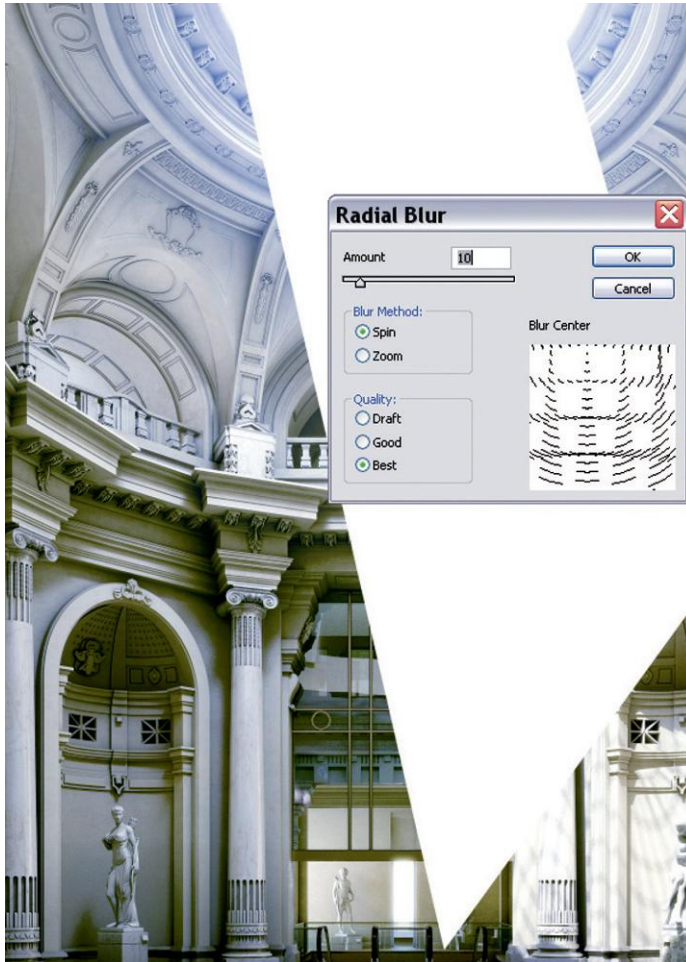 Radial Blur
Amount 10
OK
Cancel
Blur Method:
Spin
Zoom
Blur Center
Quality:
Draft
Good
Best